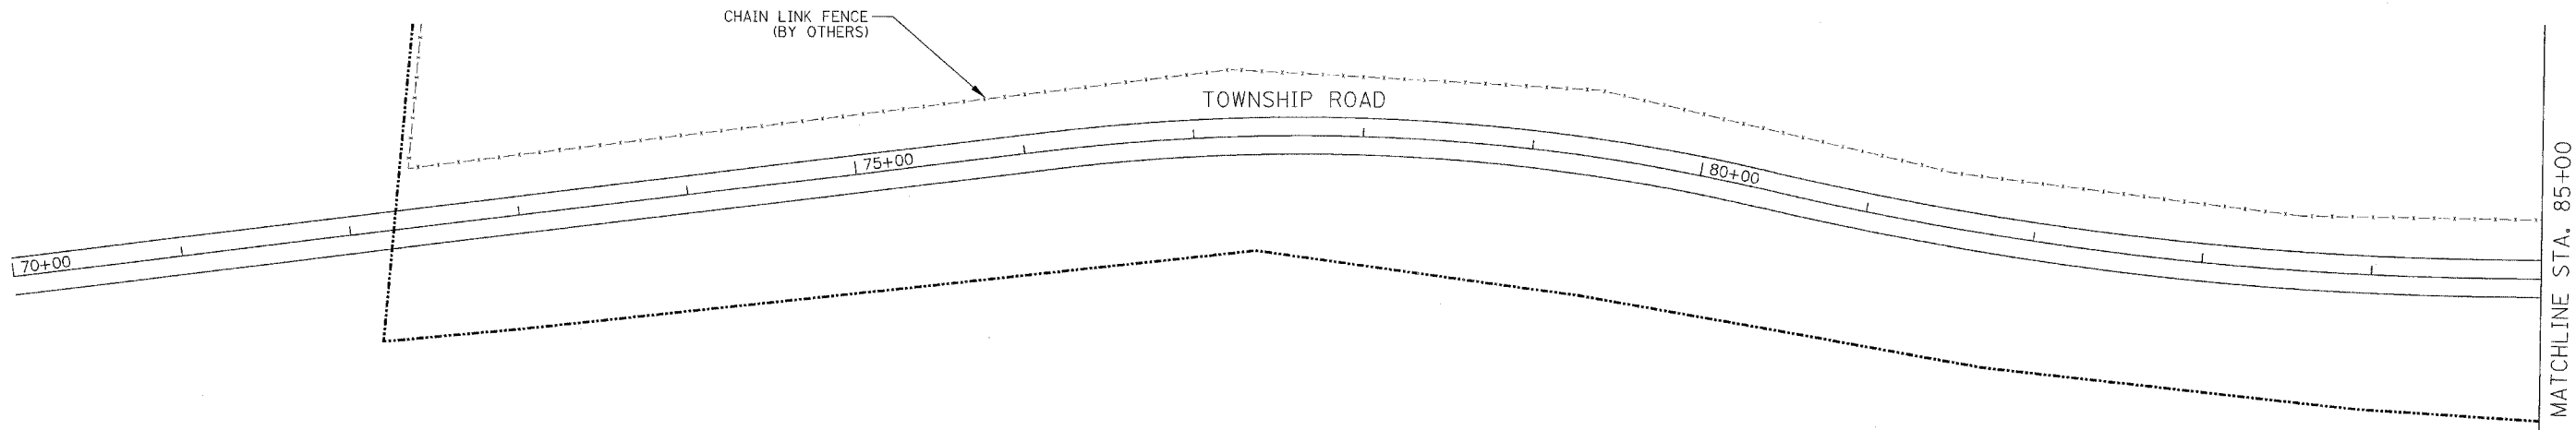 CHAIN LINK FENCE
(BY OTHERS)
TOWNSHIP ROAD
70+00
75+00
80+00
MATCHLINE STA. 85+00